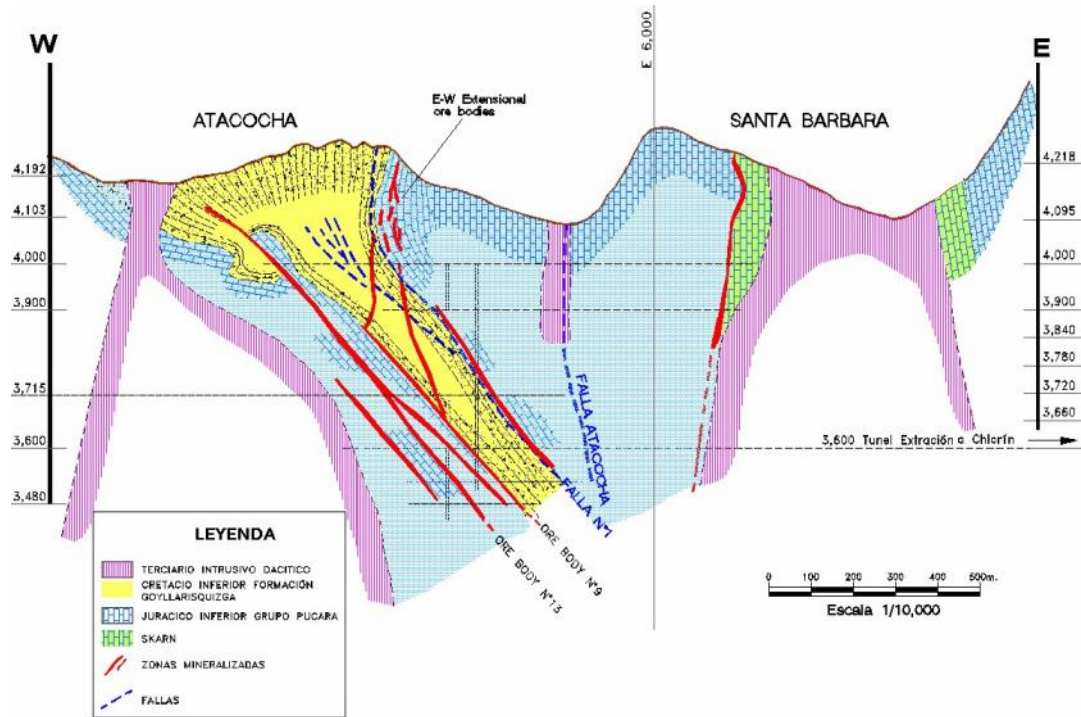 W
E
E 6,000
ATACOCHA
E-W Extensional
ore bodies
SANTA BARBARA
4,192
4,103
4,000
3,900
3,715
3,600
3,480
4,218
4,095
4,000
3,900
3,840
3,780
3,720
3,660
3,600 Tunel Extracción a Chicrín
FALLA ATACOCHA
FALLA N°1
ORE BODY N°9
ORE BODY N°13
LEYENDA
TERCIARIO INTRUSIVO DACITICO
CRETACIO INFERIOR FORMACIÓN
GOYLLARISQUIZGA
JURACICO INFERIOR GRUPO PUCARA
SKARN
ZONAS MINERALIZADAS
FALLAS
0 100 200 300 400 500m.
Escala 1/10,000